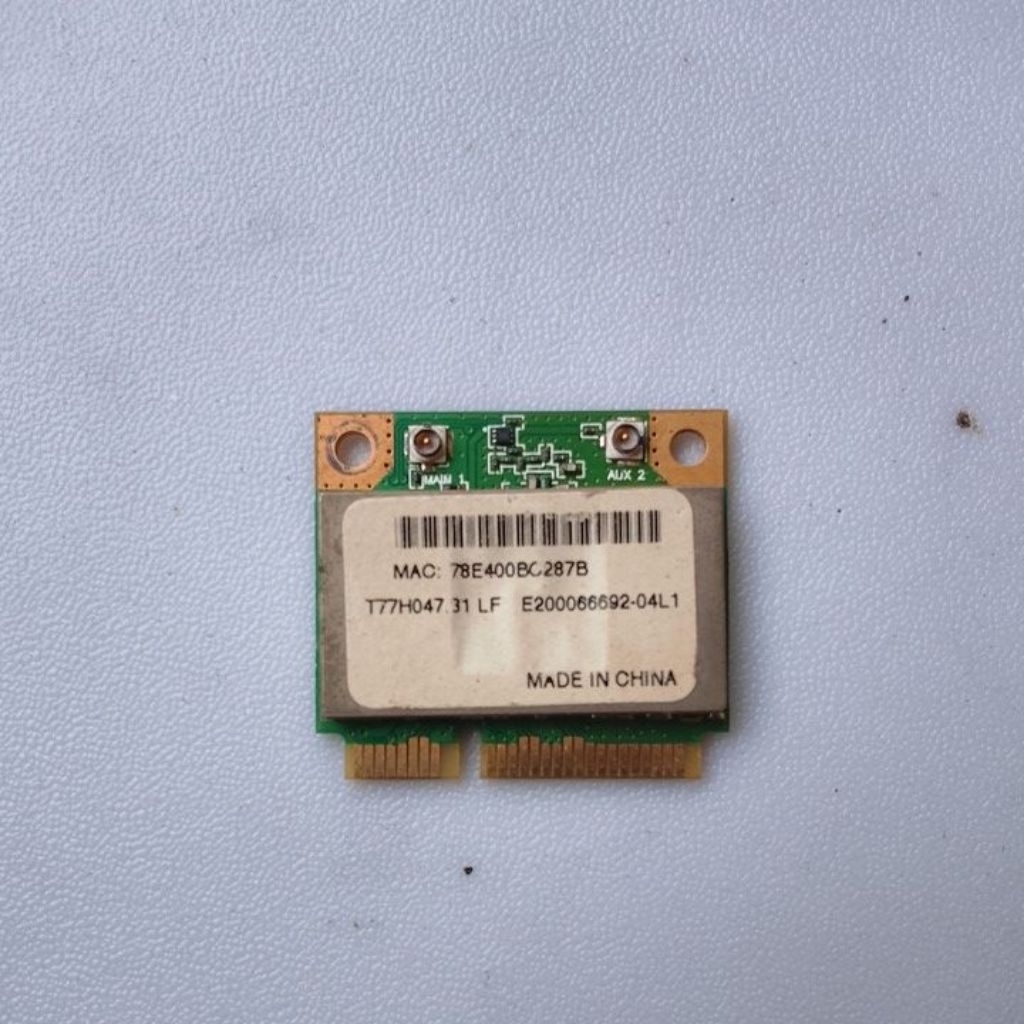 MAIN 1 AUX 2
MAC: 78E400BC287B
T77H047.31 LF E200066692-04L1
MADE IN CHINA